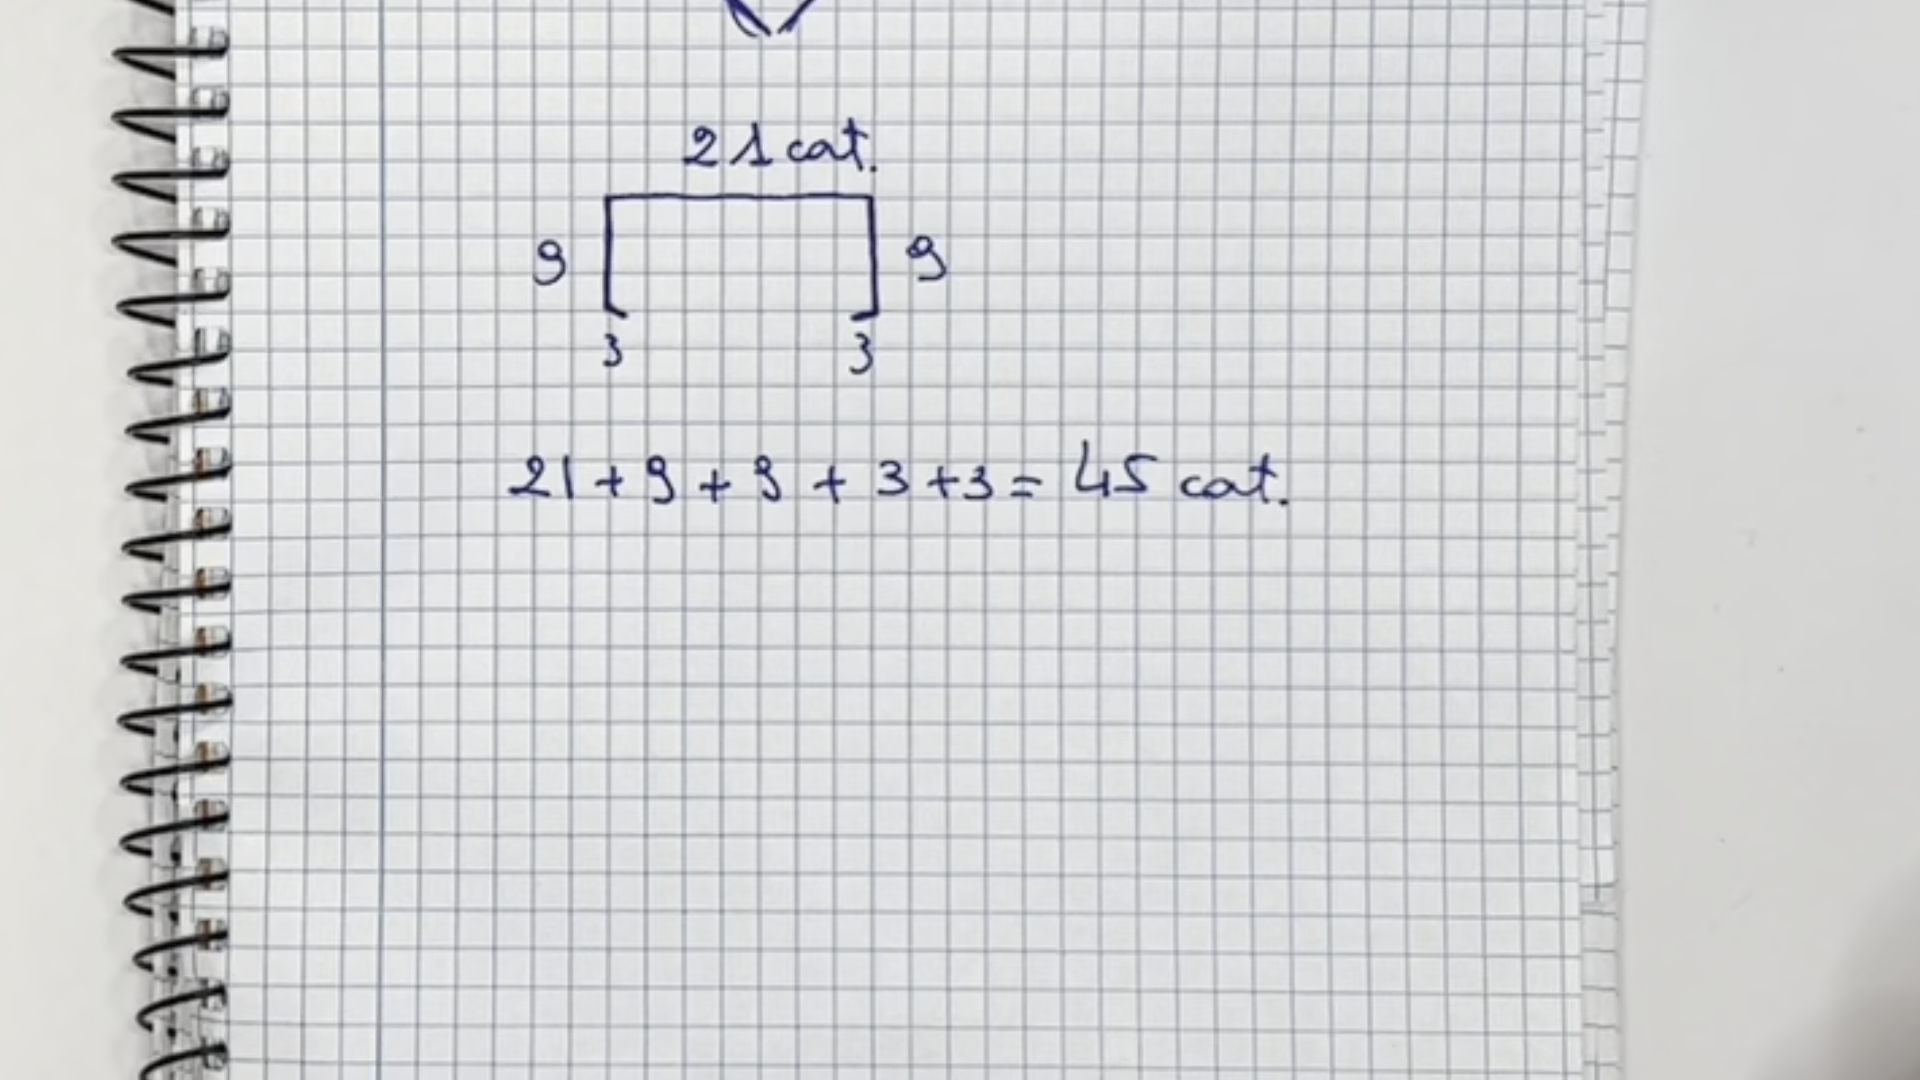 21 cat.
9 9
3 3
21 + 9 + 9 + 3 + 3 = 45 cat.